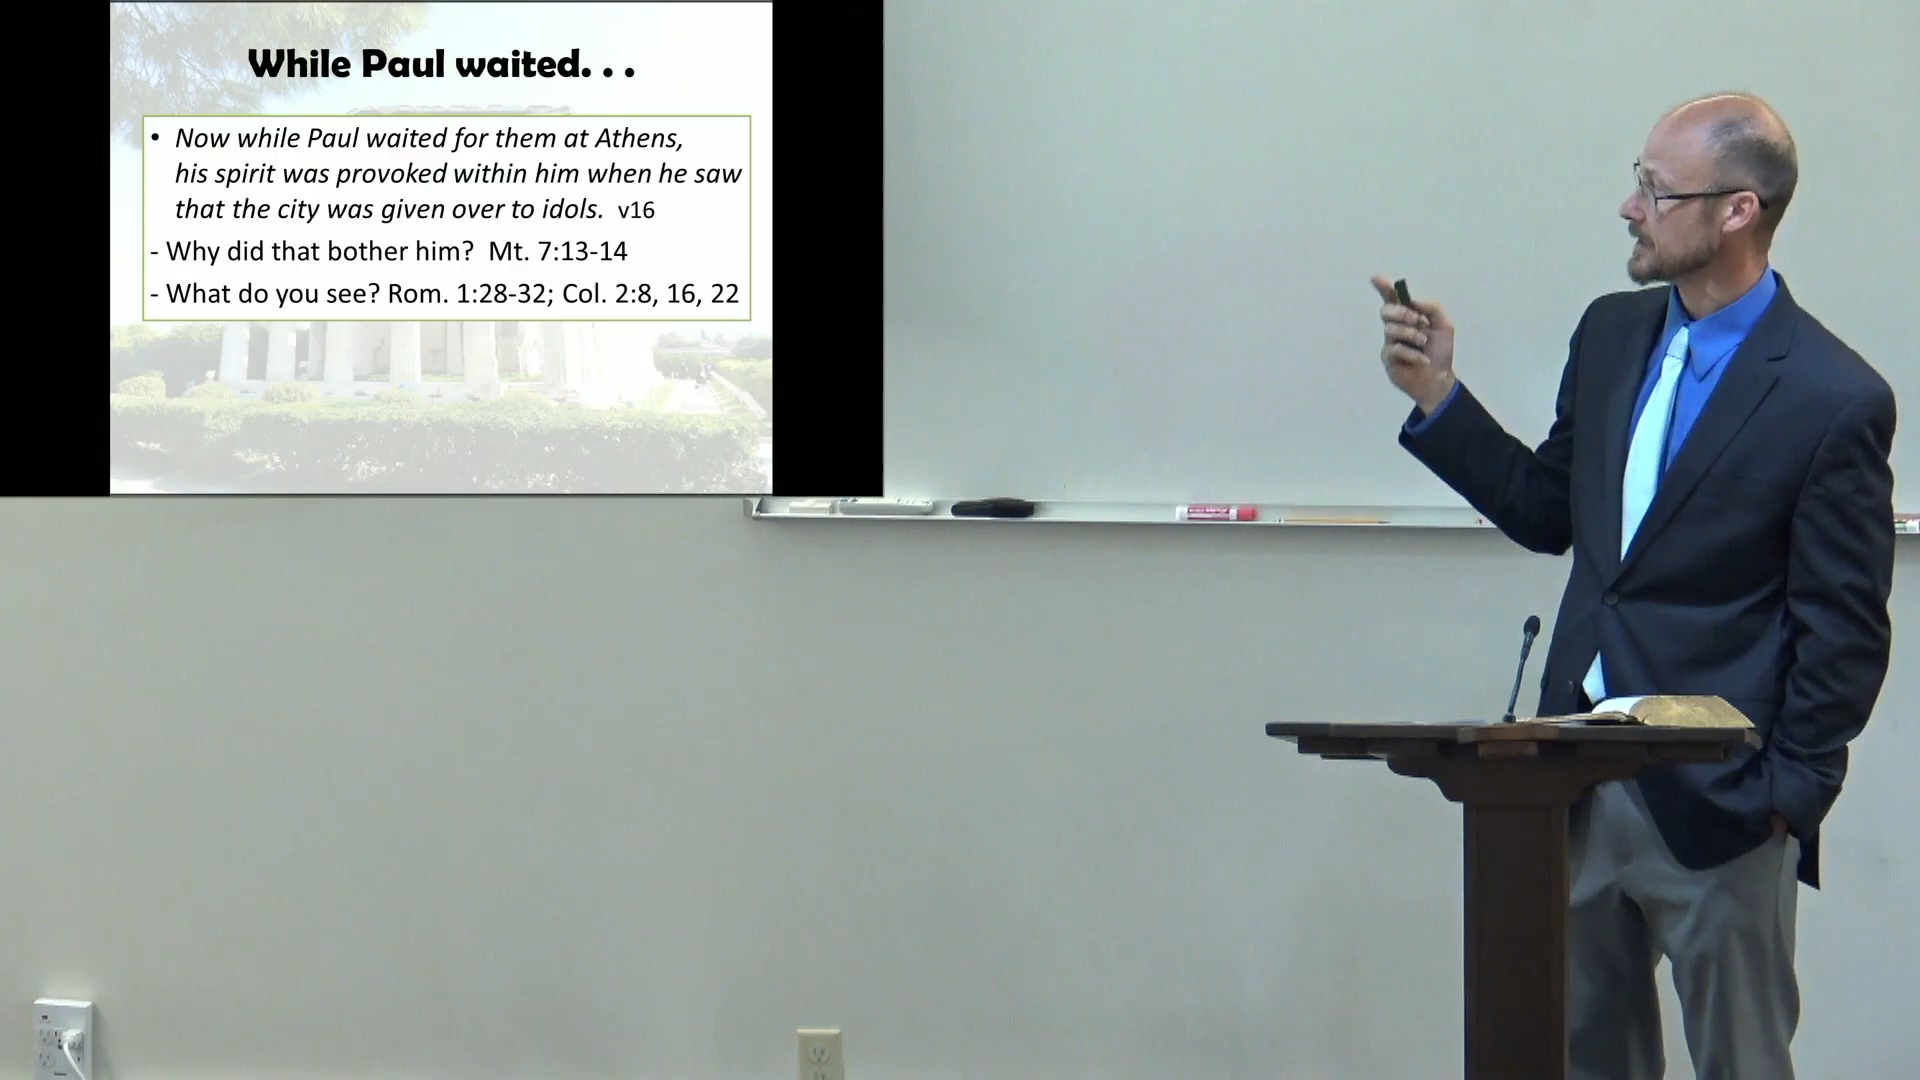 While Paul waited. . .
• Now while Paul waited for them at Athens,
his spirit was provoked within him when he saw
that the city was given over to idols. v16
- Why did that bother him? Mt. 7:13-14
- What do you see? Rom. 1:28-32; Col. 2:8, 16, 22